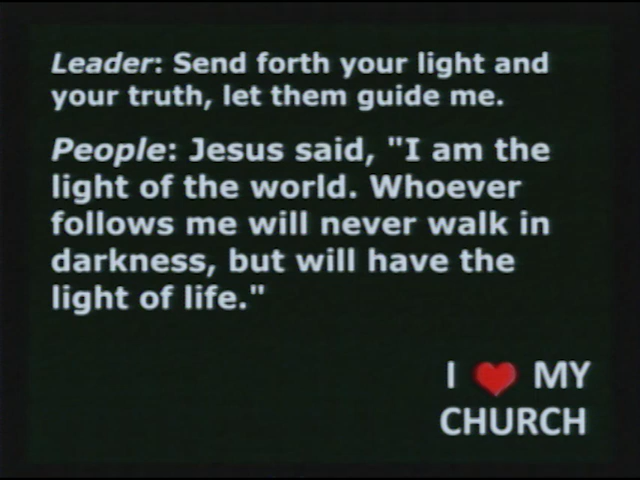 Leader: Send forth your light and
your truth, let them guide me.
People: Jesus said, "I am the
light of the world. Whoever
follows me will never walk in
darkness, but will have the
light of life."
I ❤ MY
CHURCH